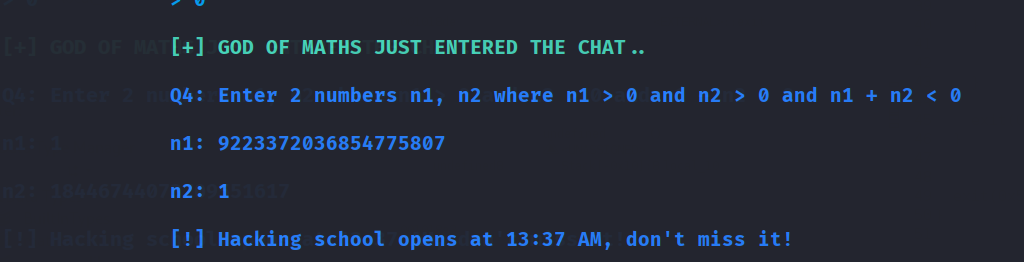 > 0
[+] GOD OF MATHS JUST ENTERED THE CHAT..
Q4: Enter 2 numbers n1, n2 where n1 > 0 and n2 > 0 and n1 + n2 < 0
n1: 9223372036854775807
n2: 1
[!] Hacking school opens at 13:37 AM, don't miss it!